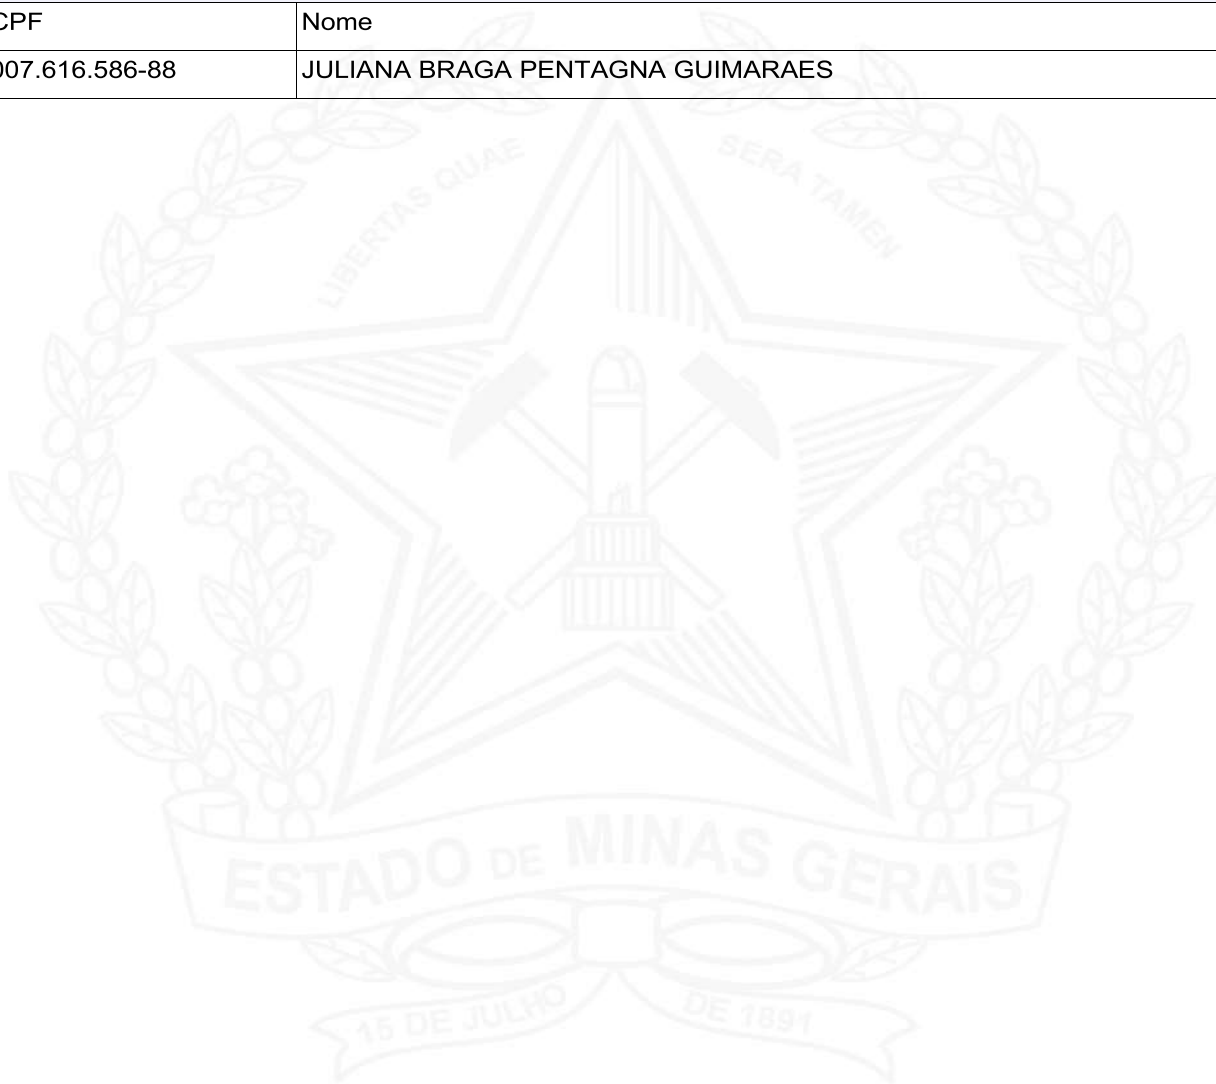 CPF Nome
007.616.586-88 JULIANA BRAGA PENTAGNA GUIMARAES
LIBERTAS QUAE SERA TAMEN
ESTADO DE MINAS GERAIS
15 DE JULHO DE 1891